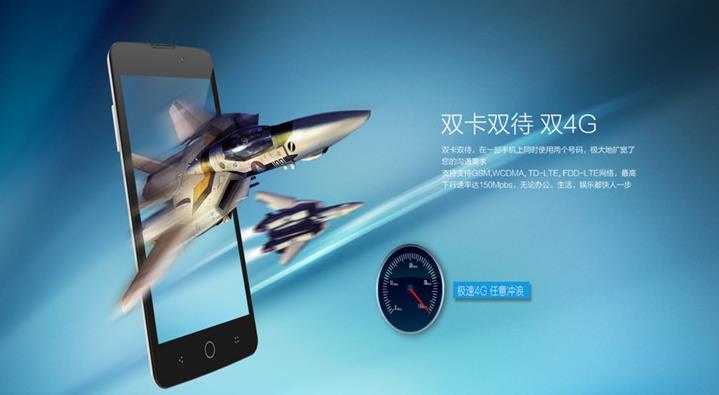 双卡双待 双4G
双卡双待，在一部手机上同时使用两个号码，极大地扩宽了
您的沟通需求
支持支持GSM,WCDMA, TD-LTE, FDD-LTE网络，最高
下行速率达150Mpbs，无论办公、生活，娱乐都快人一步
极速4G 任意冲浪